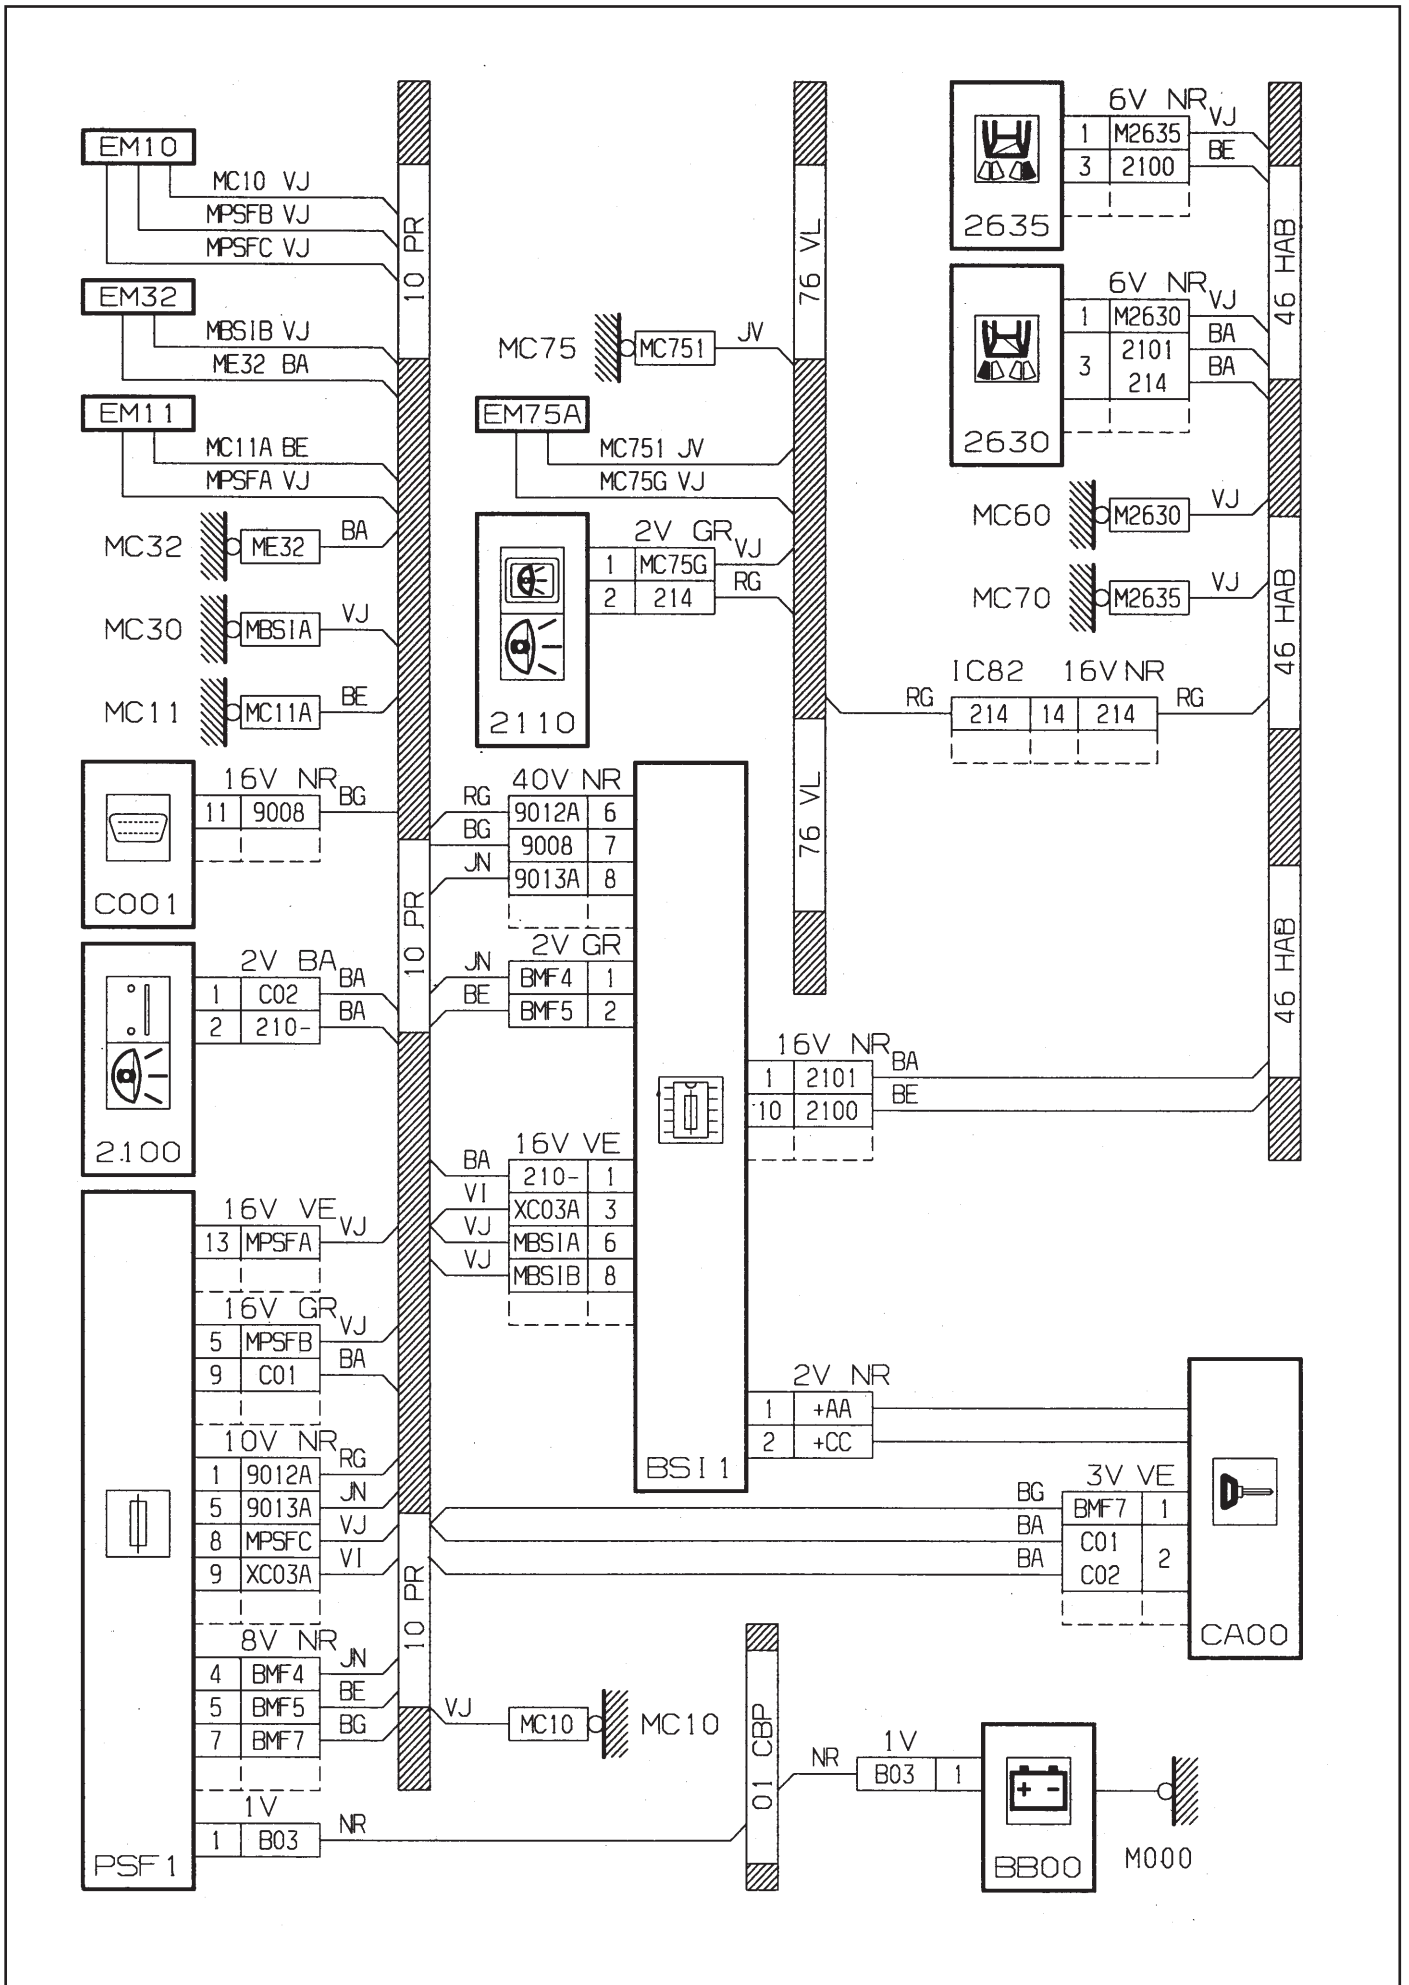 EM10
MC10 VJ
MPSFB VJ
MPSFC VJ
EM32
MBSIB VJ
ME32 BA
EM11
MC11A BE
MPSFA VJ
MC32 ME32 BA
MC30 MBSIA VJ
MC11 MC11A BE
16V NR
11 9008 BG
C001
2V BA
1 C02 BA
2 210- BA
2.100
16V VE
13 MPSFA VJ
16V GR
5 MPSFB VJ
9 C01 BA
10V NR
1 9012A RG
5 9013A JN
8 MPSFC VJ
9 XC03A VI
8V NR
4 BMF4 JN
5 BMF5 BE
7 BMF7 BG
1V
1 B03 NR
PSF1
10 PR
10 PR
10 PR
MC75 MC751 JV
EM75A
MC751 JV
MC75G VJ
2V GR
1 MC75G VJ
2 214 RG
2110
40V NR
RG 9012A 6
BG 9008 7
JN 9013A 8
2V GR
JN BMF4 1
BE BMF5 2
16V VE
BA 210- 1
VI XC03A 3
VJ MBSIA 6
VJ MBSIB 8
16V NR
1 2101 BA
10 2100 BE
2V NR
1 +AA
2 +CC
BSI1
VJ MC10 MC10
76 VL
76 VL
01 CBP
6V NR
1 M2635 VJ
3 2100 BE
2635
6V NR
1 M2630 VJ
3 2101 BA
214 BA
2630
MC60 M2630 VJ
MC70 M2635 VJ
IC82 16V NR
RG 214 14 214 RG
46 HAB
46 HAB
46 HAB
3V VE
BG BMF7 1
BA C01 2
BA C02
CA00
1V
NR B03 1
BB00
M000